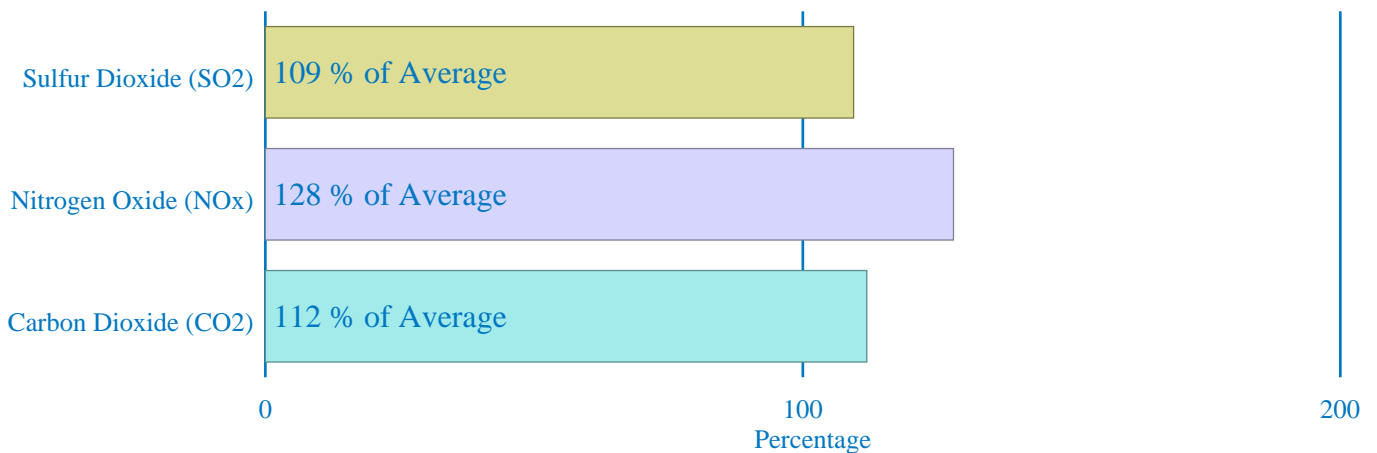 Sulfur Dioxide (SO2)
109 % of Average
Nitrogen Oxide (NOx)
128 % of Average
Carbon Dioxide (CO2)
112 % of Average
0
100
200
Percentage